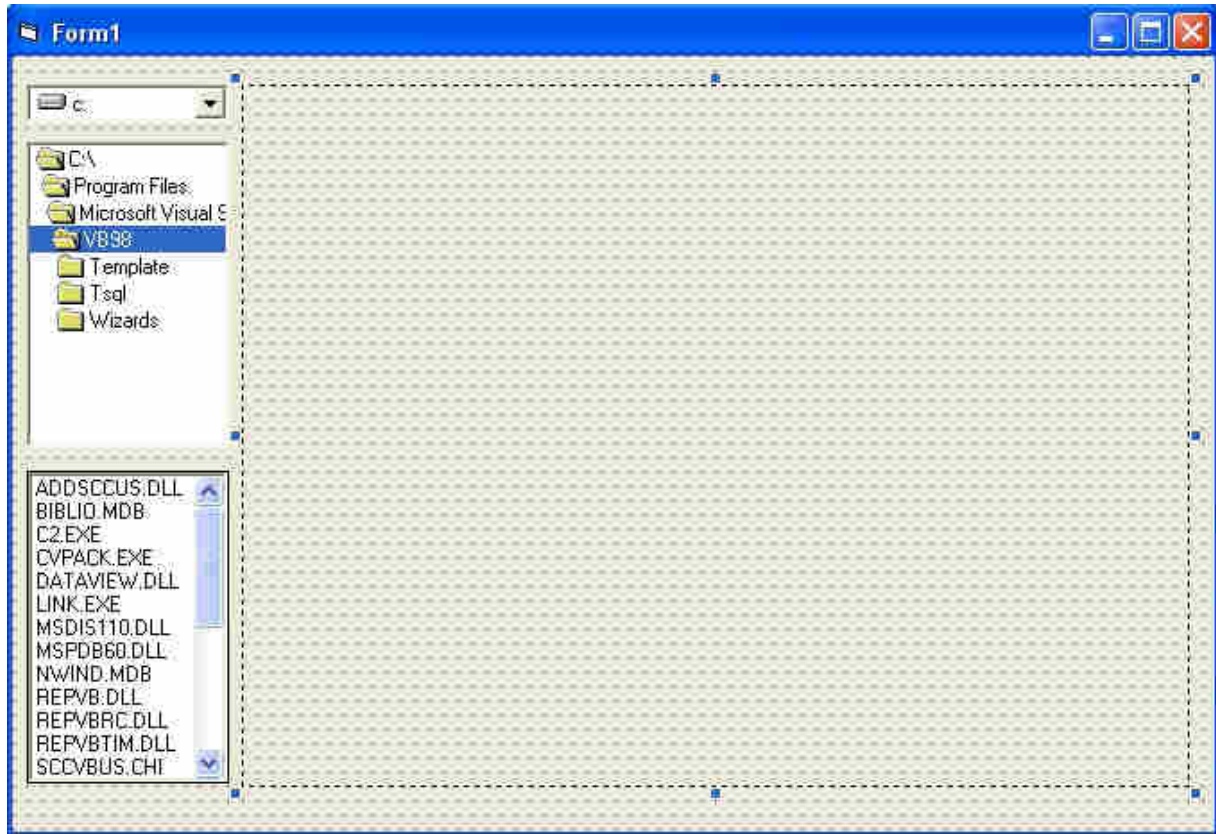 Form1
c:
C:\
Program Files
Microsoft Visual S
VB98
Template
Tsql
Wizards
ADDSCCUS.DLL
BIBLIO.MDB
C2.EXE
CVPACK.EXE
DATAVIEW.DLL
LINK.EXE
MSDIS110.DLL
MSPDB60.DLL
NWIND.MDB
REPVB.DLL
REPVBRC.DLL
REPVBTIM.DLL
SCCVBUS.CHI